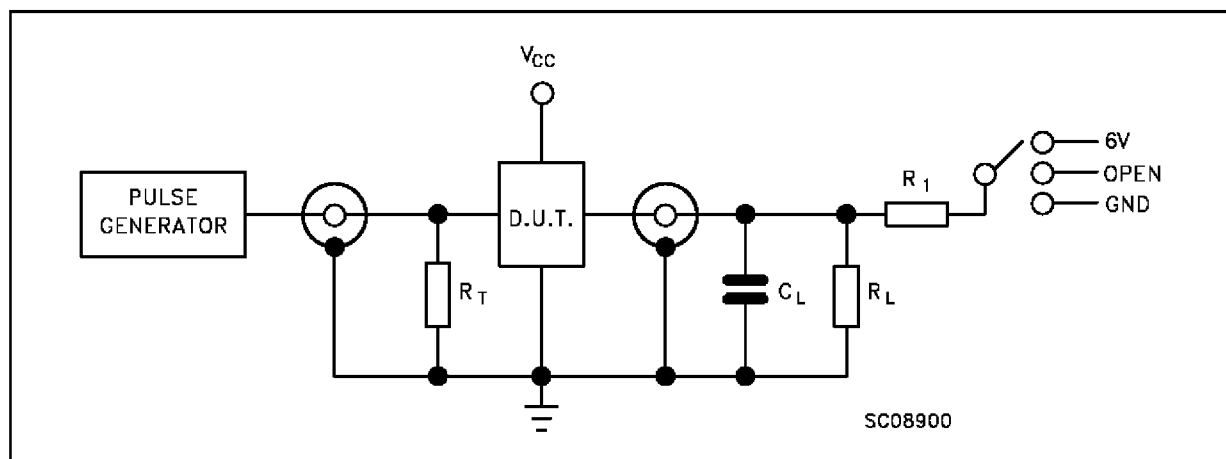 VCC
PULSE
GENERATOR
D.U.T.
RT
CL
RL
R1
6V
OPEN
GND
SC08900